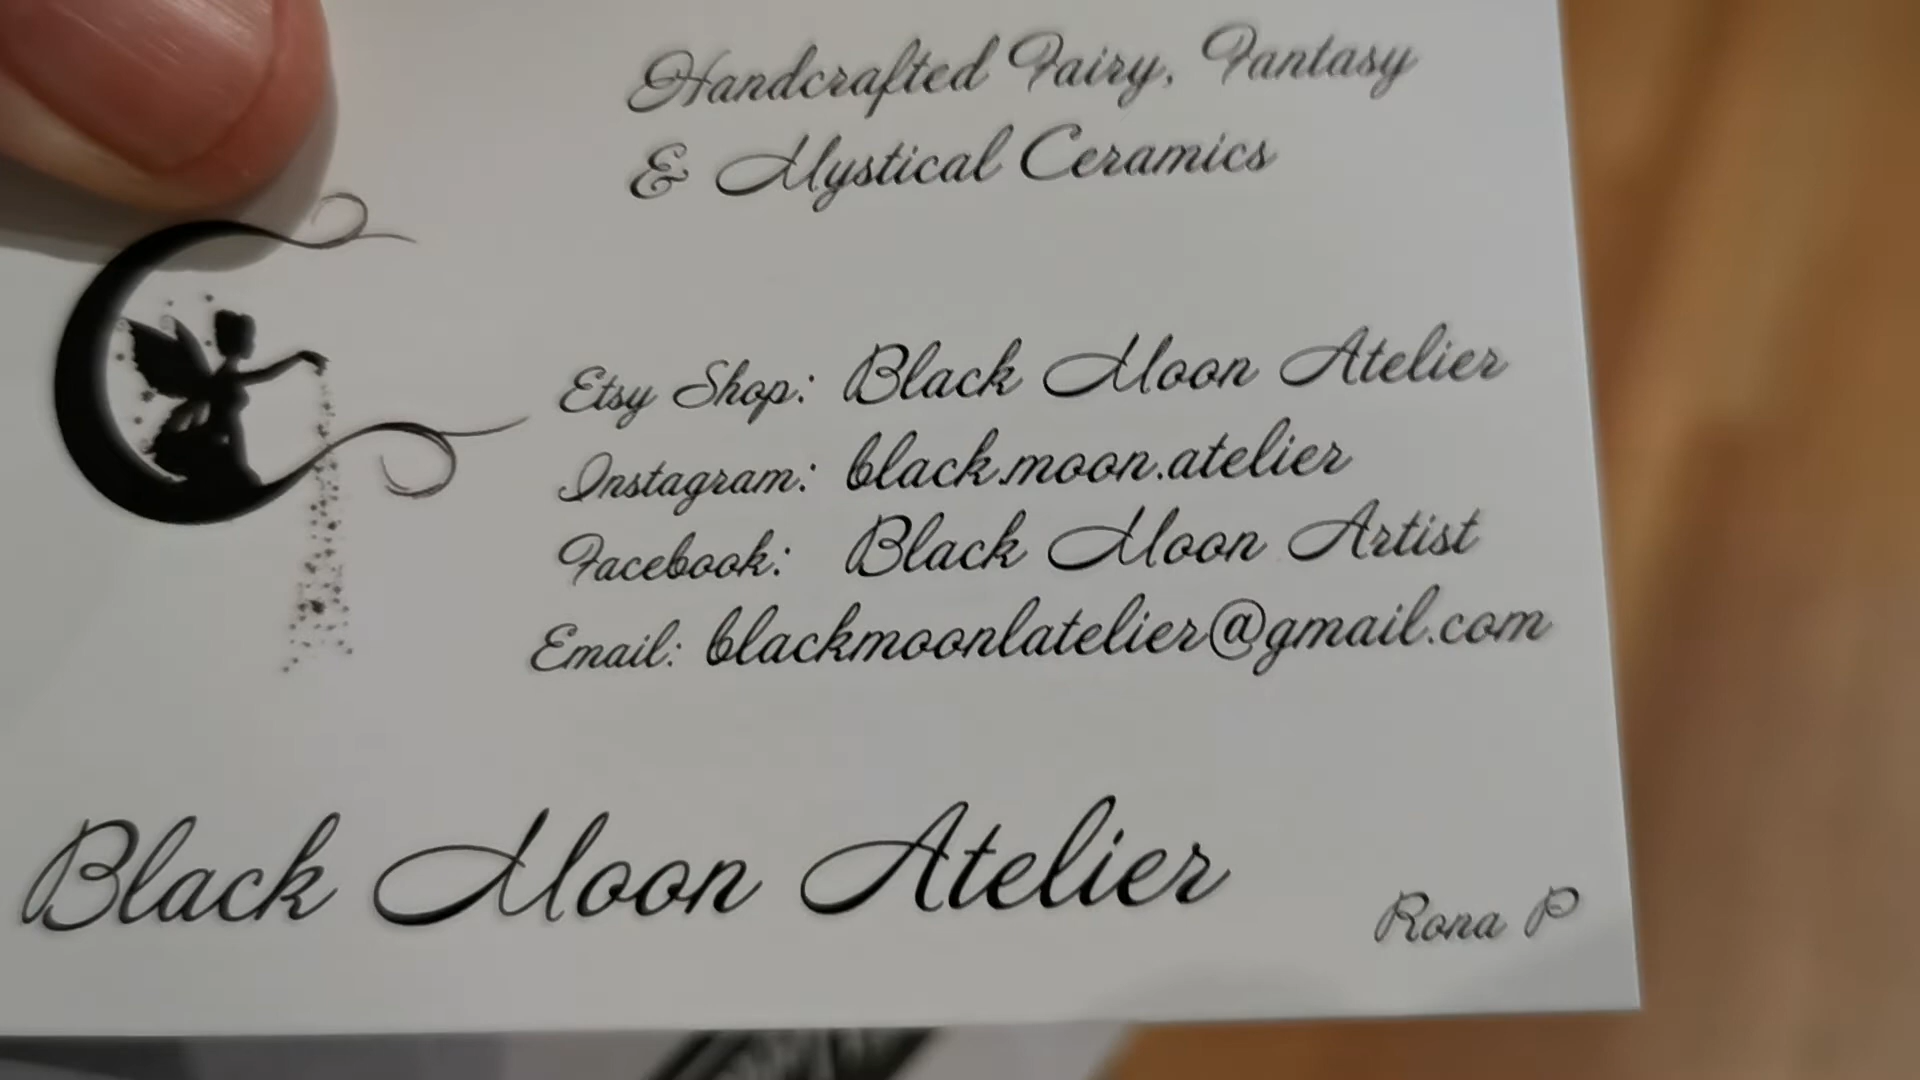 Handcrafted Fairy, Fantasy
& Mystical Ceramics
Etsy Shop: Black Moon Atelier
Instagram: black.moon.atelier
Facebook: Black Moon Artist
Email: blackmoonlatelier@gmail.com
Black Moon Atelier
Rona P